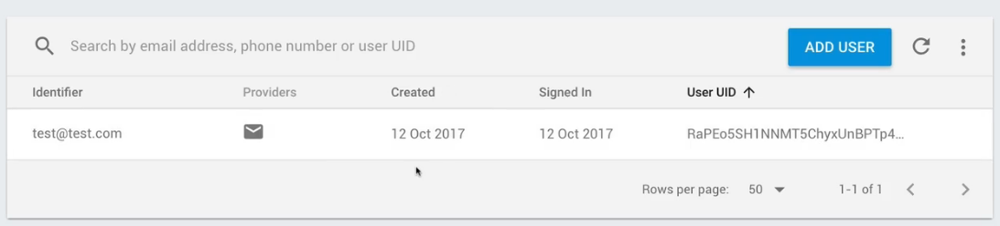 Search by email address, phone number or user UID ADD USER
Identifier Providers Created Signed In User UID
test@test.com 12 Oct 2017 12 Oct 2017 RaPEo5SH1NNMT5ChyxUnBPTp4...
Rows per page: 50 1-1 of 1